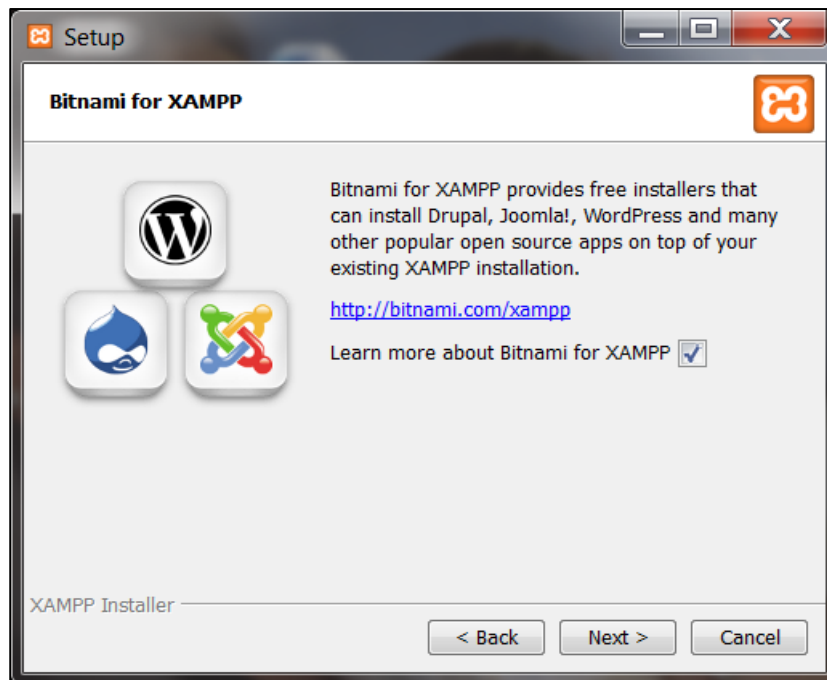 Setup
Bitnami for XAMPP
Bitnami for XAMPP provides free installers that
can install Drupal, Joomla!, WordPress and many
other popular open source apps on top of your
existing XAMPP installation.
http://bitnami.com/xampp
Learn more about Bitnami for XAMPP
XAMPP Installer
< Back Next > Cancel